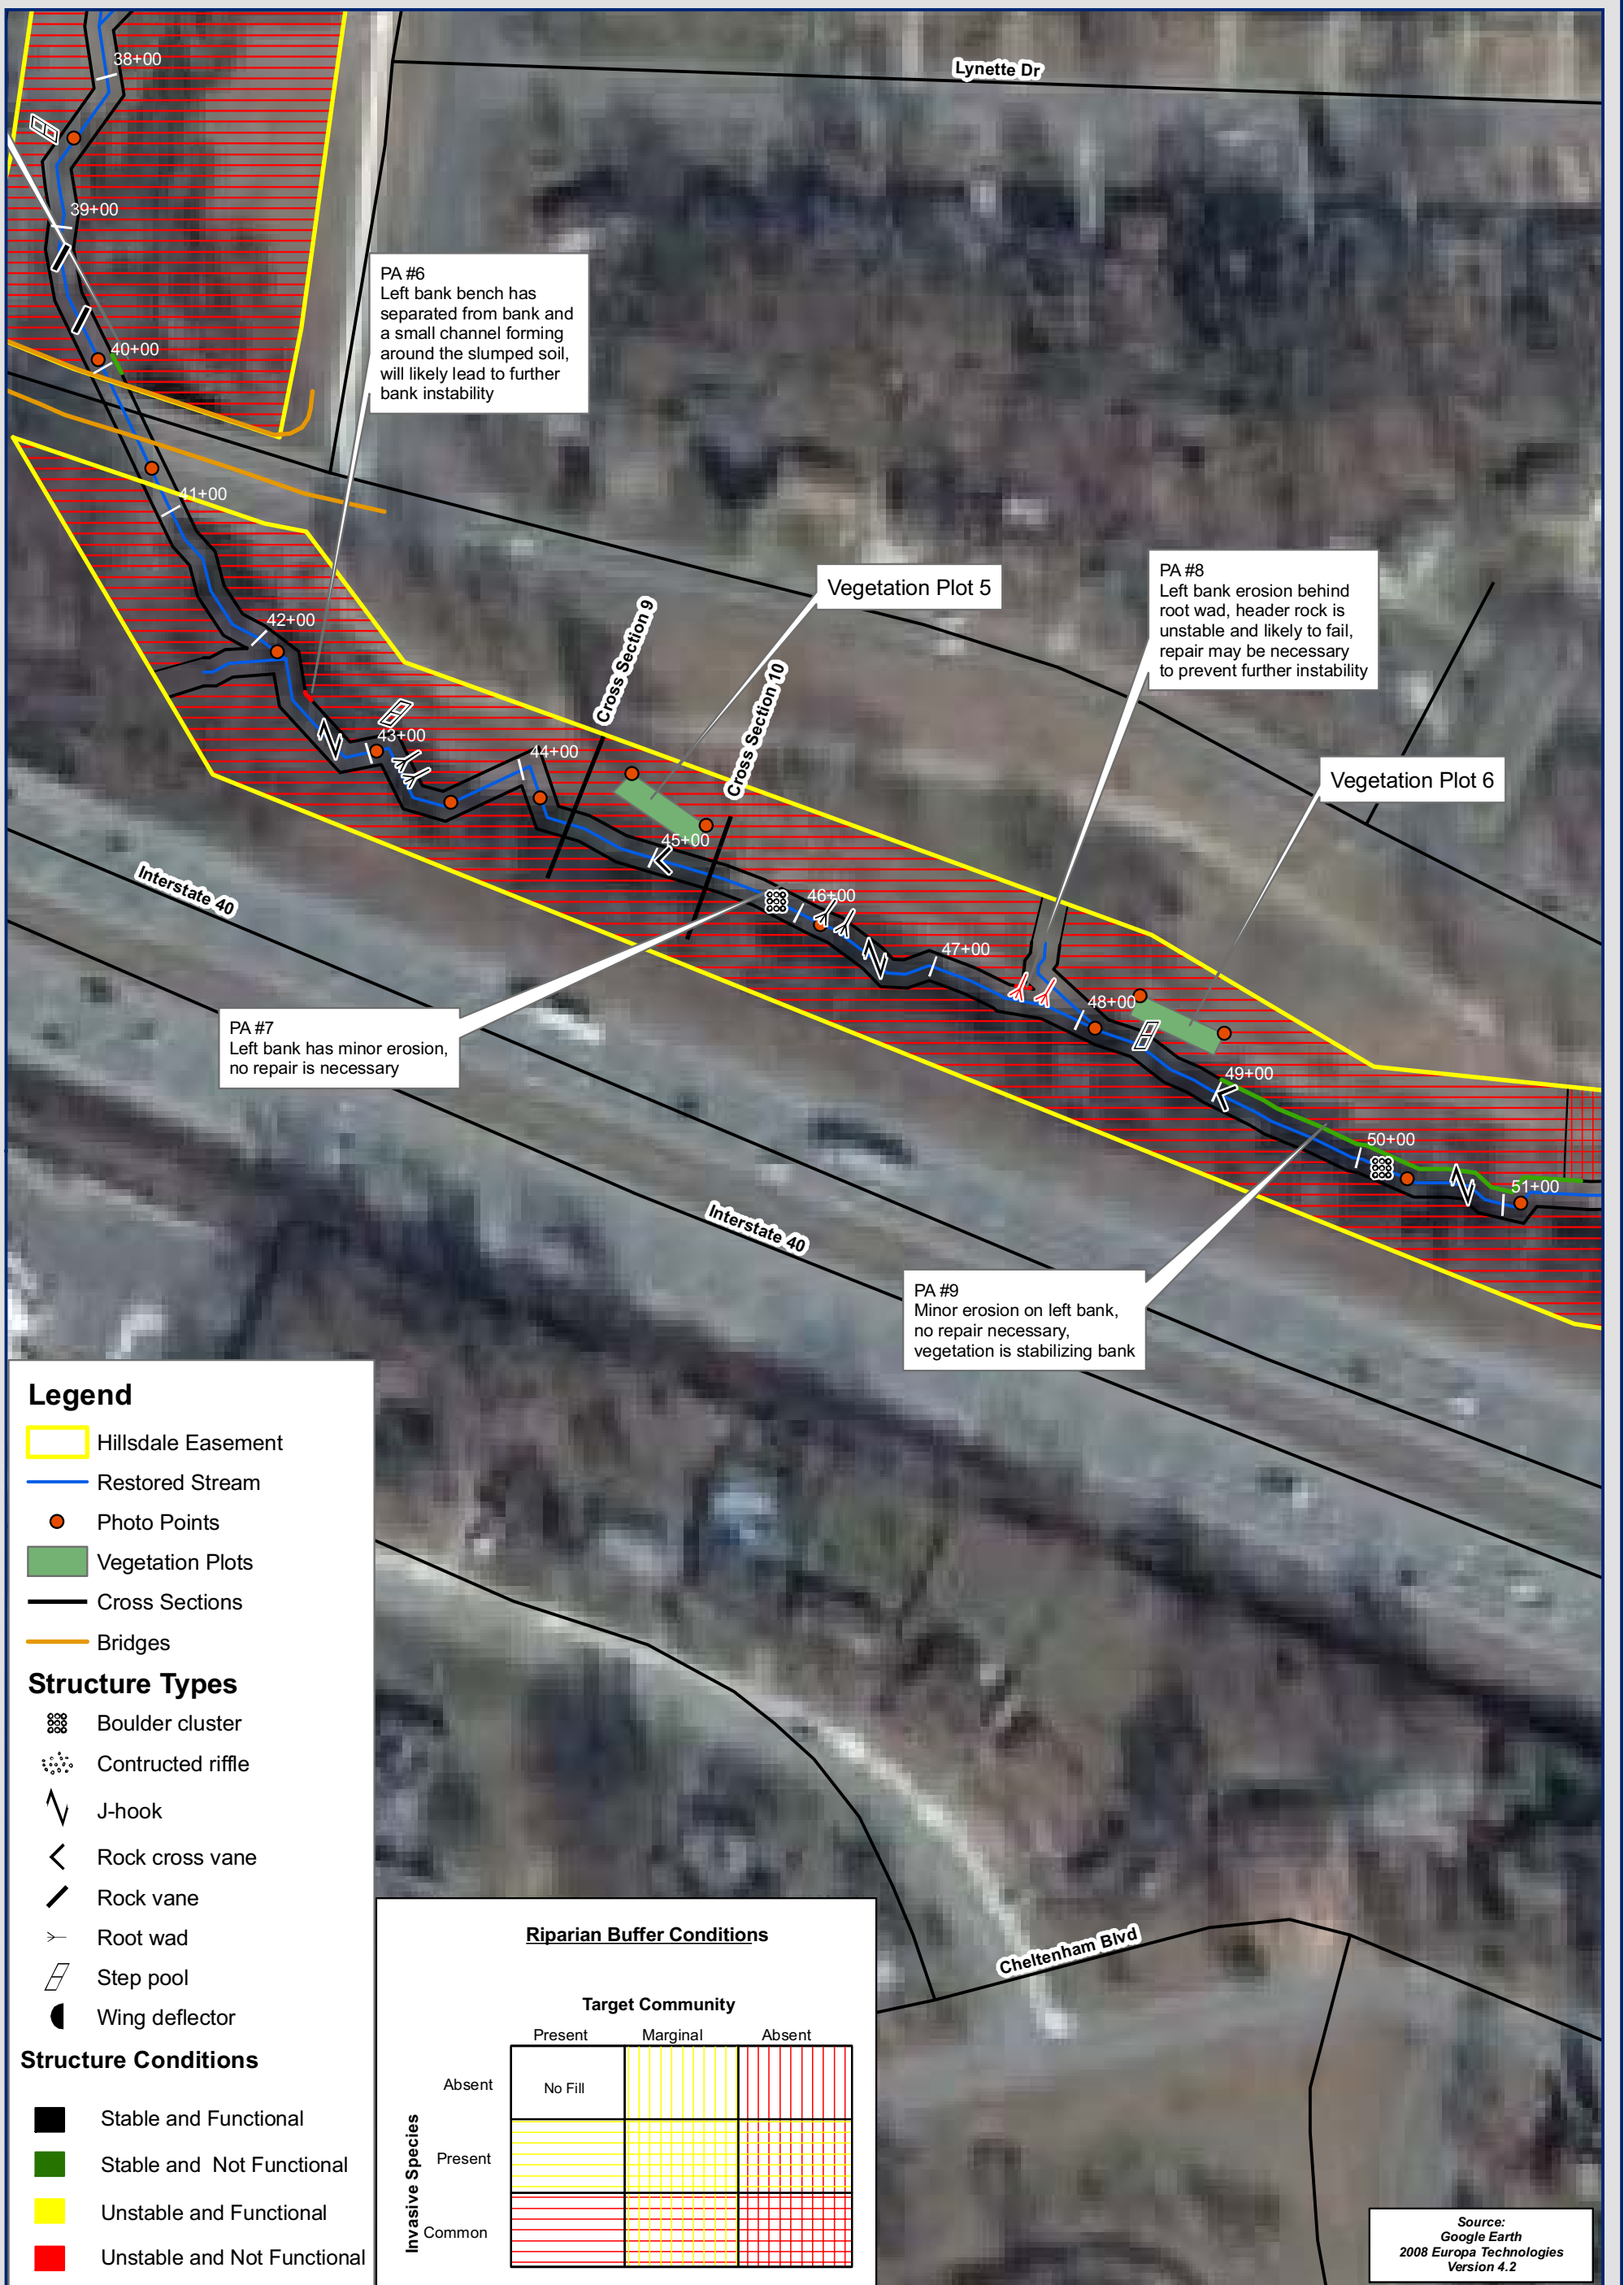 Lynette Dr
38+00
39+00
40+00
41+00
PA #6
Left bank bench has
separated from bank and
a small channel forming
around the slumped soil,
will likely lead to further
bank instability
42+00
43+00
44+00
Cross Section 9
Vegetation Plot 5
Cross Section 10
45+00
PA #8
Left bank erosion behind
root wad, header rock is
unstable and likely to fail,
repair may be necessary
to prevent further instability
Vegetation Plot 6
46+00
47+00
48+00
49+00
50+00
51+00
Interstate 40
PA #7
Left bank has minor erosion,
no repair is necessary
Interstate 40
PA #9
Minor erosion on left bank,
no repair necessary,
vegetation is stabilizing bank
Legend
Hillsdale Easement
Restored Stream
Photo Points
Vegetation Plots
Cross Sections
Bridges
Structure Types
Boulder cluster
Contructed riffle
J-hook
Rock cross vane
Rock vane
Root wad
Step pool
Wing deflector
Structure Conditions
Stable and Functional
Stable and Not Functional
Unstable and Functional
Unstable and Not Functional
Riparian Buffer Conditions
Target Community
Present Marginal Absent
Invasive Species
Absent
No Fill
Present
Common
Cheltenham Blvd
Source:
Google Earth
2008 Europa Technologies
Version 4.2